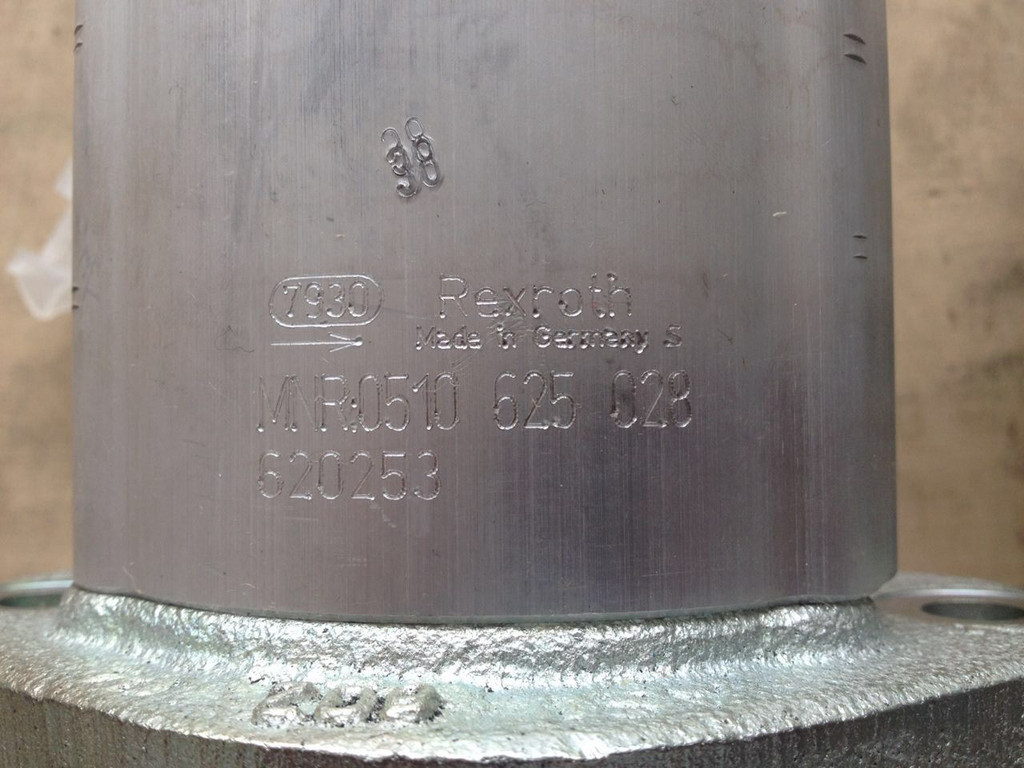 38
7930 Rexroth
Made in Germany S
MNR:0510 625 028
620253